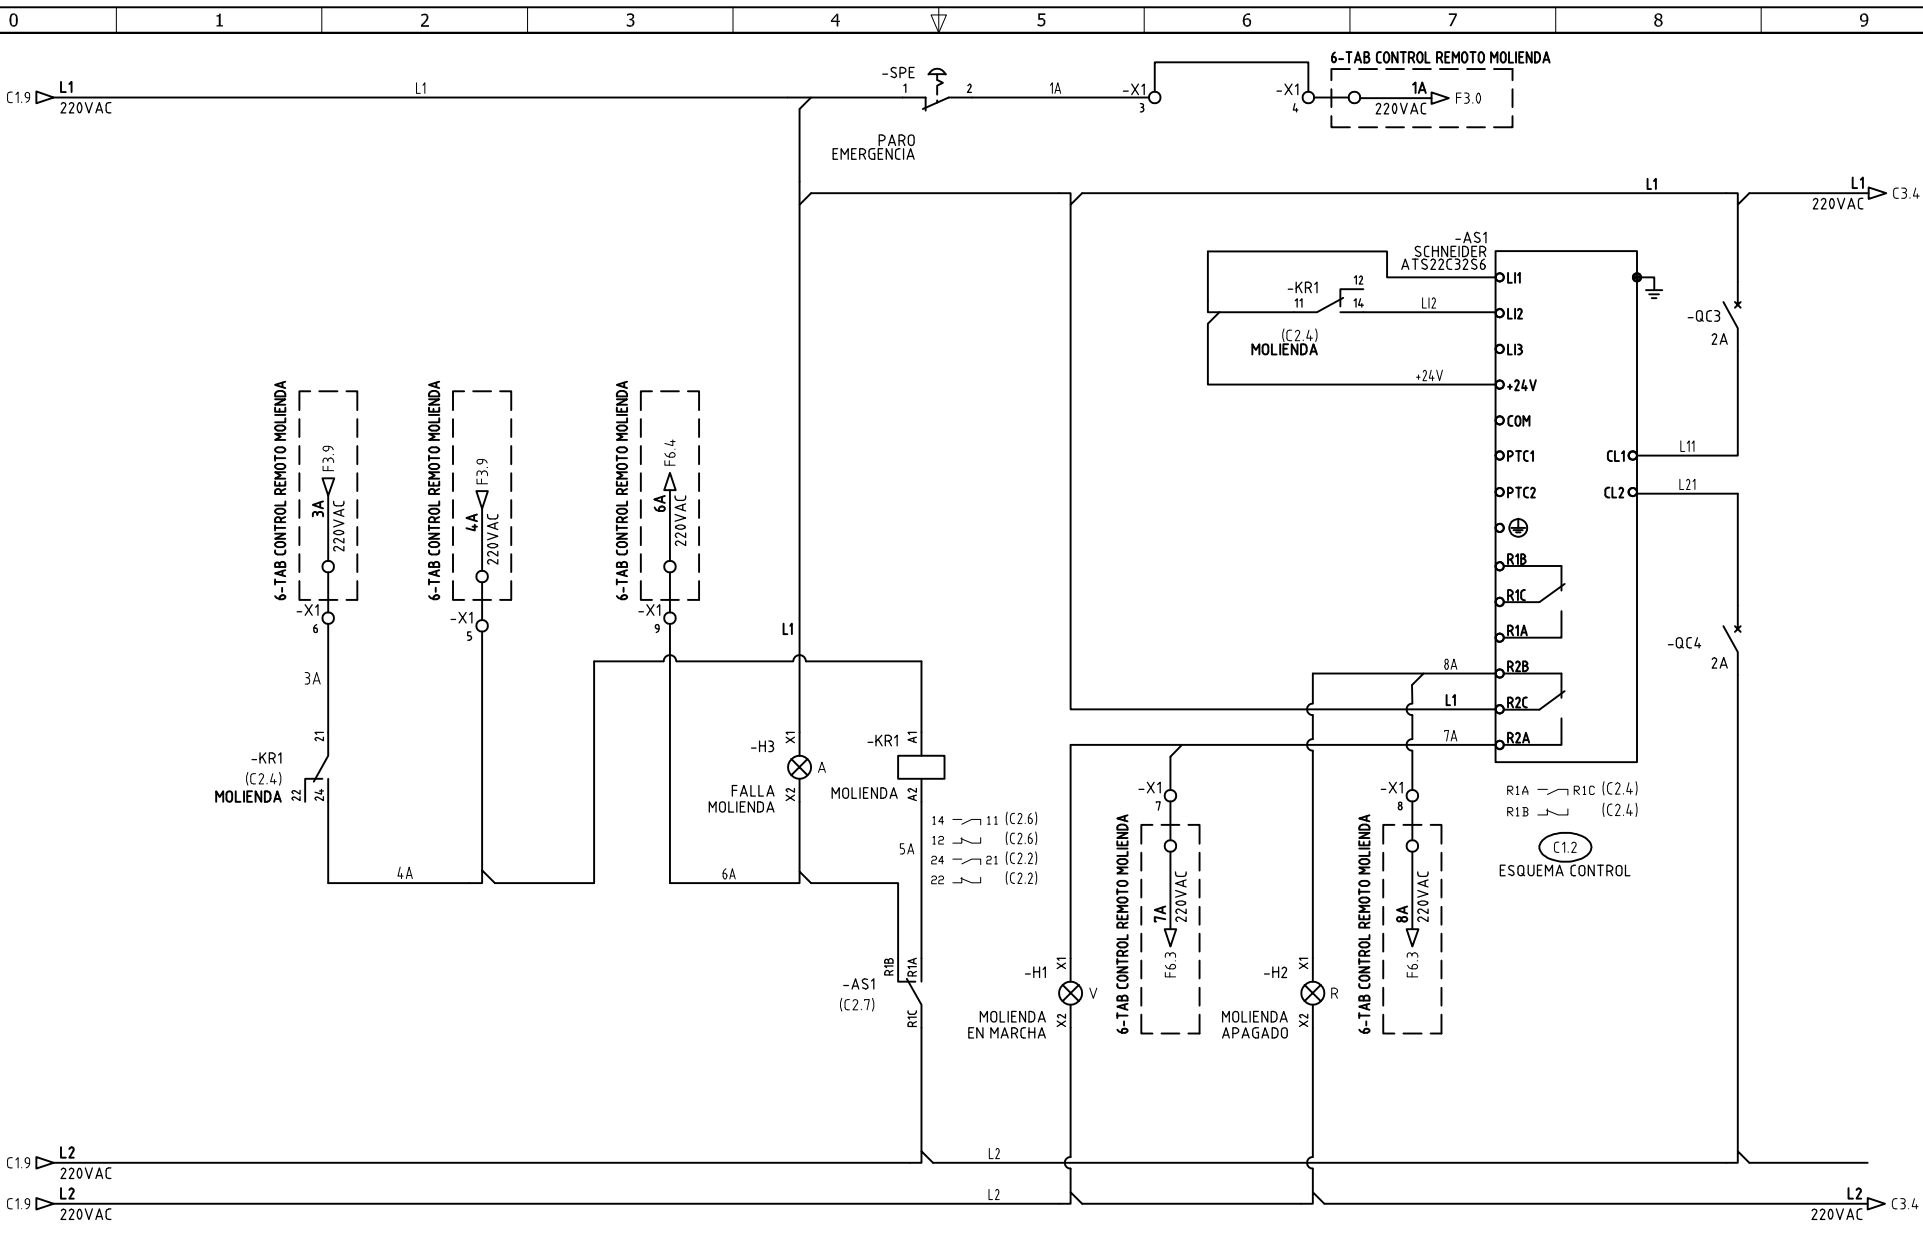 0 1 2 3 4 5 6 7 8 9
6-TAB CONTROL REMOTO MOLIENDA
C1.9 L1 220VAC
L1
-SPE
1 2
1A
-X1 3
-X1 4
1A 220VAC F3.0
PARO
EMERGENCIA
L1
L1 220VAC C3.4
-AS1
SCHNEIDER
ATS22C32S6
-KR1
11 12 14
LI2
(C2.4)
MOLIENDA
+24V
LI1
LI2
LI3
+24V
COM
PTC1
PTC2
R1B
R1C
R1A
R2B
R2C
R2A
CL1
CL2
L11
L21
-QC3
2A
-QC4
2A
6-TAB CONTROL REMOTO MOLIENDA
3A 220VAC F3.9
-X1 6
3A
6-TAB CONTROL REMOTO MOLIENDA
4A 220VAC F3.9
-X1 5
6-TAB CONTROL REMOTO MOLIENDA
6A 220VAC F6.4
-X1 9
L1
8A
L1
7A
-KR1
(C2.4)
MOLIENDA
21 22 24
4A
6A
-H3
X1 X2
A
FALLA
MOLIENDA
-KR1
A1 A2
MOLIENDA
5A
14 11 (C2.6)
12 (C2.6)
24 21 (C2.2)
22 (C2.2)
-AS1
(C2.7)
R1B R1A R1C
-X1 7
6-TAB CONTROL REMOTO MOLIENDA
7A 220VAC F6.3
-X1 8
6-TAB CONTROL REMOTO MOLIENDA
8A 220VAC F6.3
R1A R1C (C2.4)
R1B (C2.4)
C1.2
ESQUEMA CONTROL
-H1
X1 X2
V
MOLIENDA
EN MARCHA
-H2
X1 X2
R
MOLIENDA
APAGADO
C1.9 L2 220VAC
L2
C1.9 L2 220VAC
L2
L2 220VAC C3.4